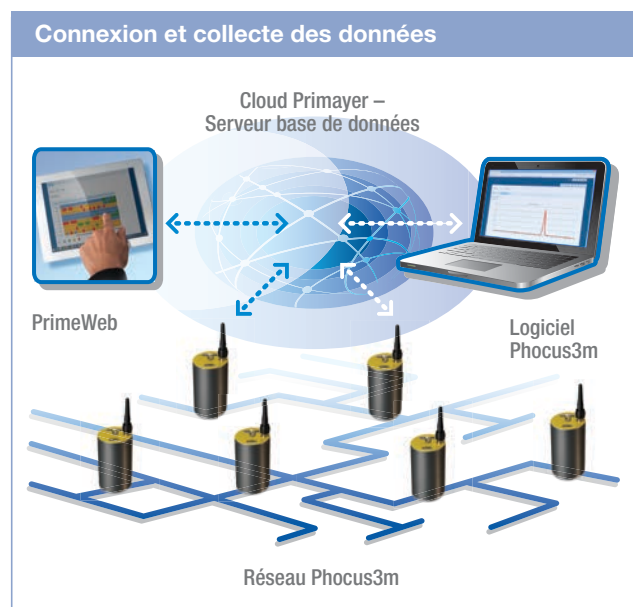 Connexion et collecte des données
Cloud Primayer –
Serveur base de données
PrimeWeb
Logiciel
Phocus3m
Réseau Phocus3m